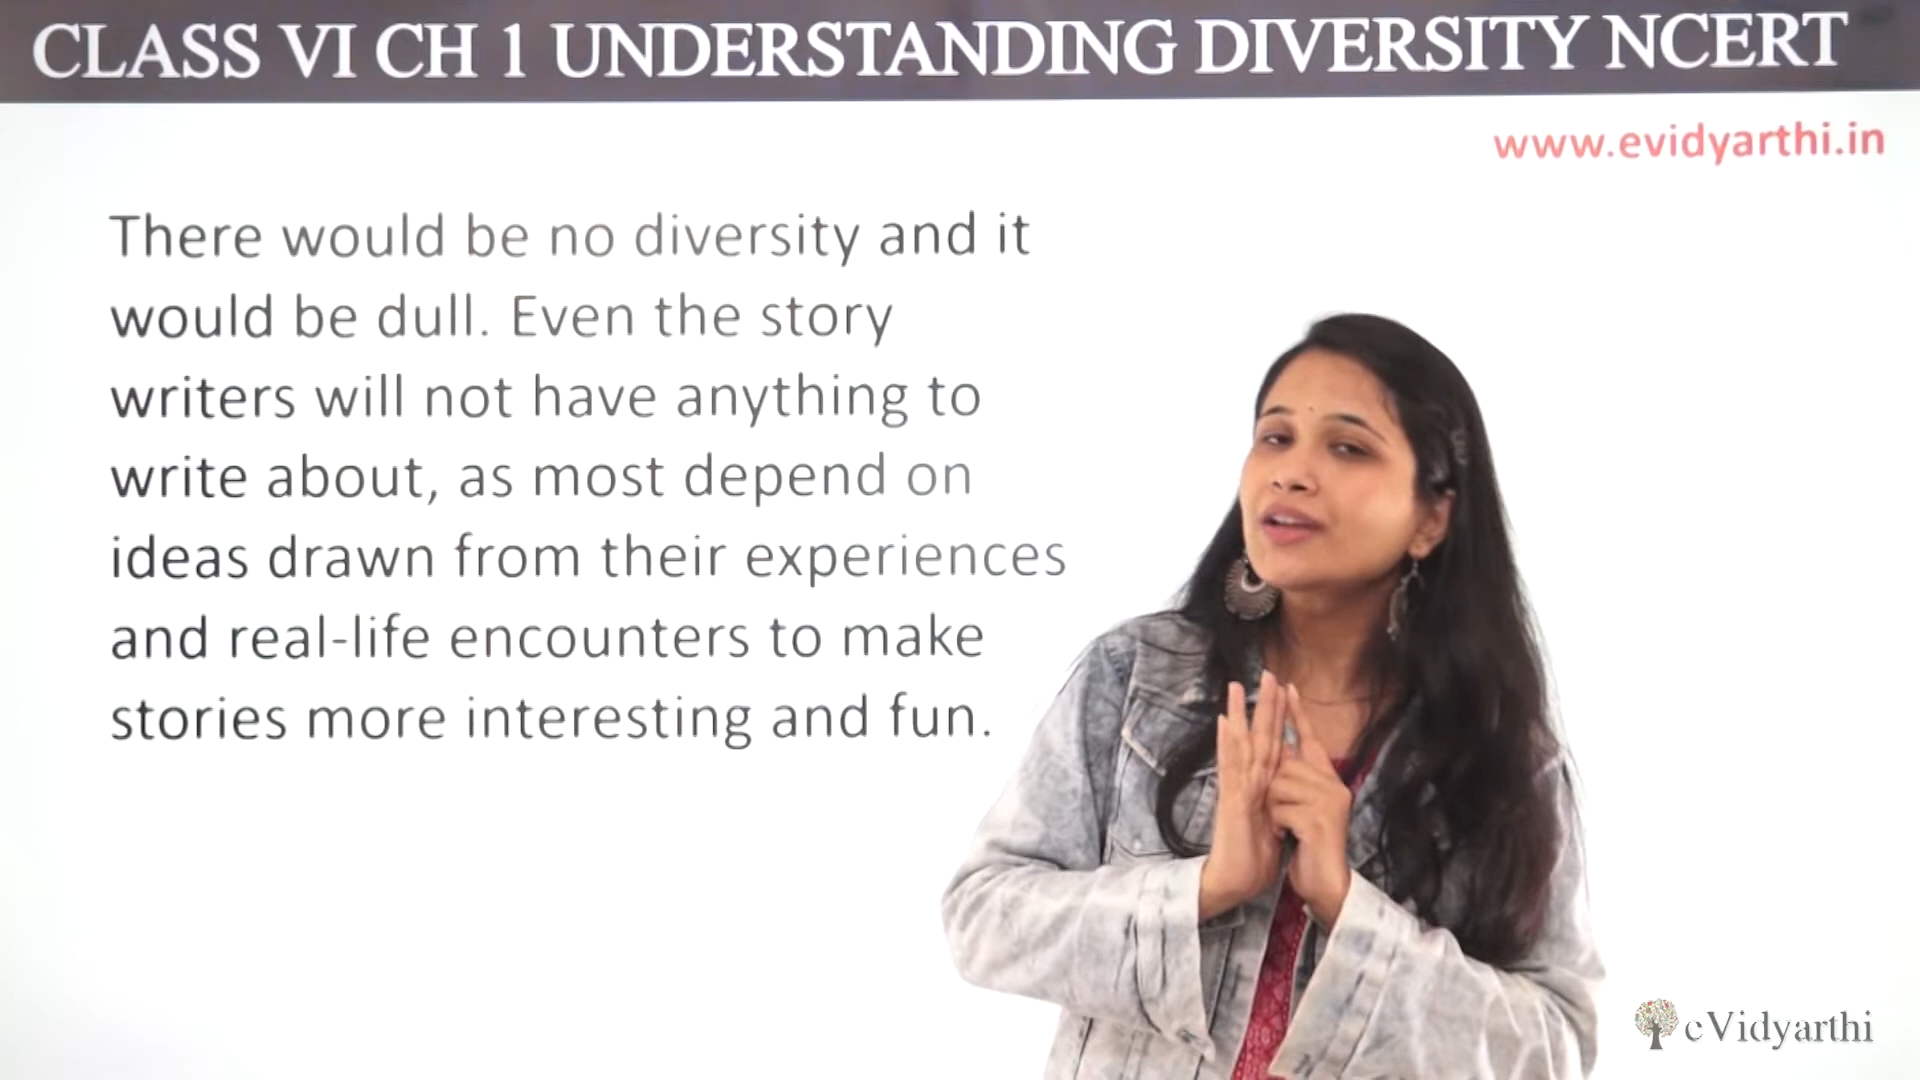 CLASS VI CH 1 UNDERSTANDING DIVERSITY NCERT
www.evidyarthi.in
There would be no diversity and it
would be dull. Even the story
writers will not have anything to
write about, as most depend on
ideas drawn from their experiences
and real-life encounters to make
stories more interesting and fun.
eVidyarthi